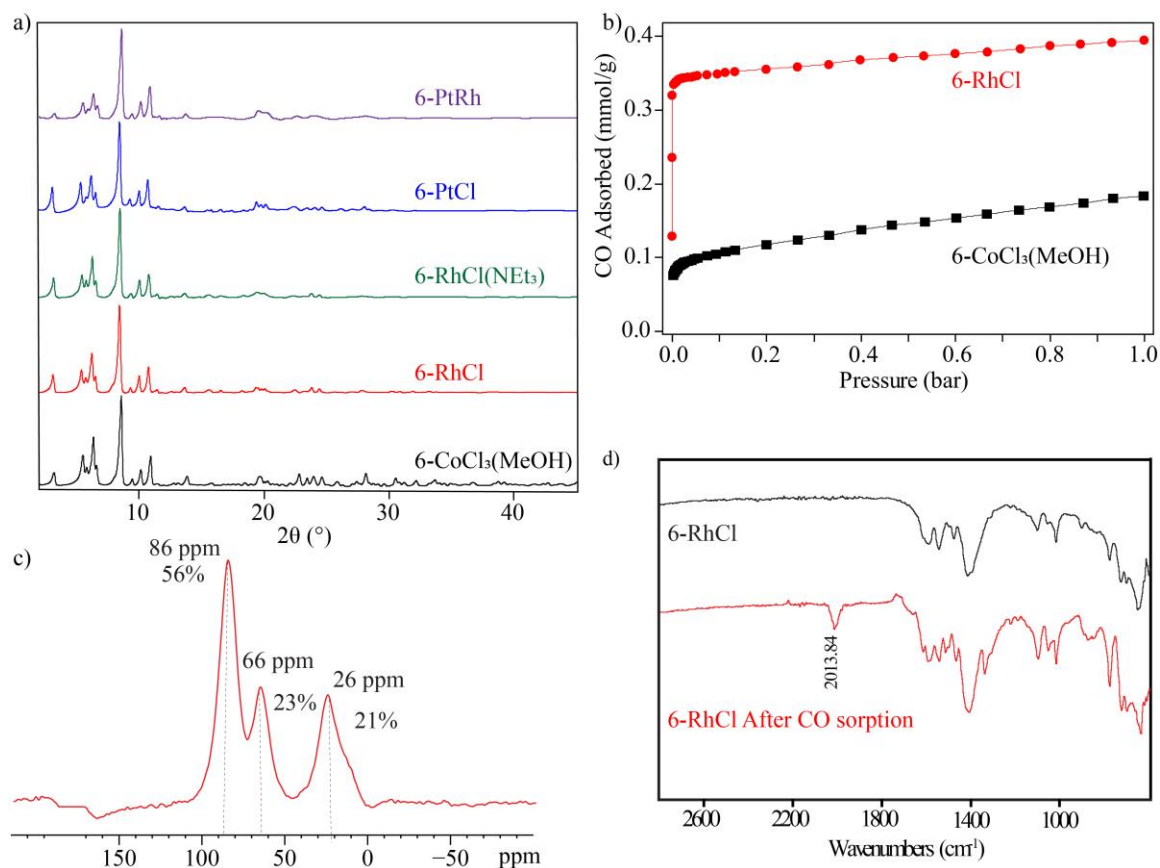 a)
6-PtRh
6-PtCl
6-RhCl(NEt₃)
6-RhCl
6-CoCl₃(MeOH)
10 20 30 40
2θ (°)
b)
CO Adsorbed (mmol/g)
0.4
0.3
0.2
0.1
0.0
6-RhCl
6-CoCl₃(MeOH)
0.0 0.2 0.4 0.6 0.8 1.0
Pressure (bar)
c)
86 ppm
56%
66 ppm
23%
26 ppm
21%
150 100 50 0 −50 ppm
d)
6-RhCl
2013.84
6-RhCl After CO sorption
2600 2200 1800 1400 1000
Wavenumbers (cm⁻¹)